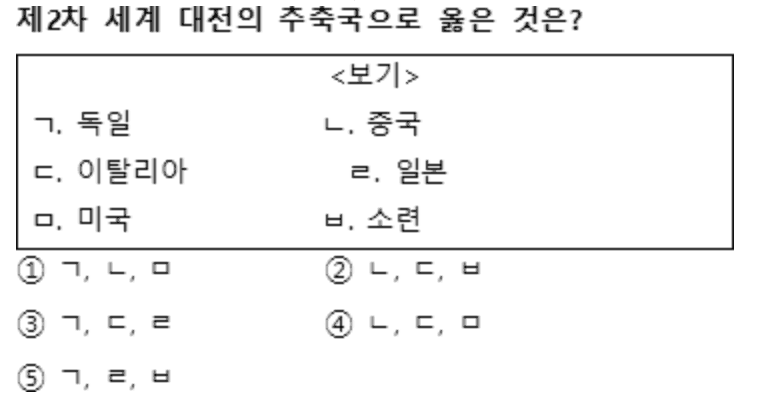 제2차 세계 대전의 추축국으로 옳은 것은?
<보기>
ㄱ. 독일 ㄴ. 중국
ㄷ. 이탈리아 ㄹ. 일본
ㅁ. 미국 ㅂ. 소련
① ㄱ, ㄴ, ㅁ ② ㄴ, ㄷ, ㅂ
③ ㄱ, ㄷ, ㄹ ④ ㄴ, ㄷ, ㅁ
⑤ ㄱ, ㄹ, ㅂ